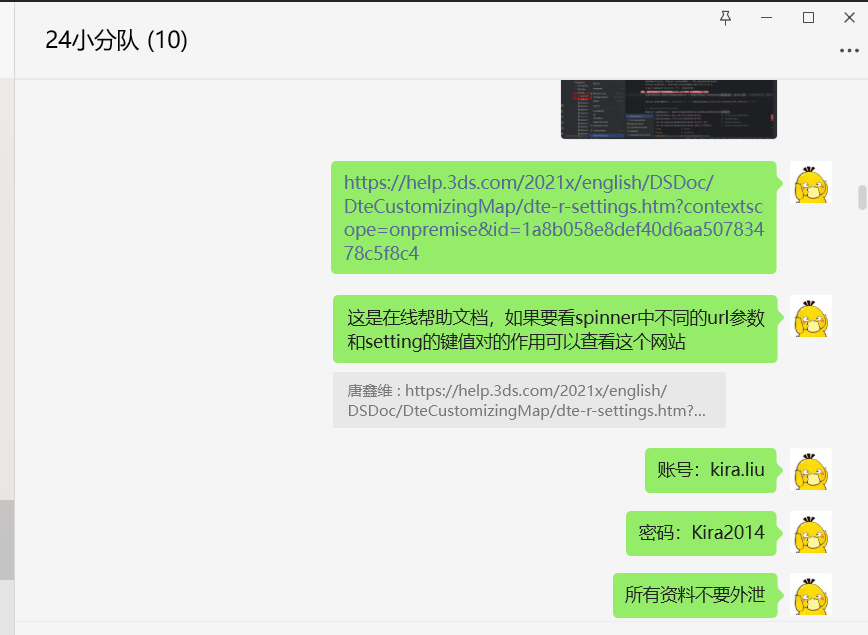 24小分队 (10)
https://help.3ds.com/2021x/english/DSDoc/
DteCustomizingMap/dte-r-settings.htm?contextsc
ope=onpremise&id=1a8b058e8def40d6aa507834
78c5f8c4
这是在线帮助文档，如果要看spinner中不同的url参数
和setting的键值对的作用可以查看这个网站
唐鑫维 : https://help.3ds.com/2021x/english/
DSDoc/DteCustomizingMap/dte-r-settings.htm?...
账号：kira.liu
密码：Kira2014
所有资料不要外泄